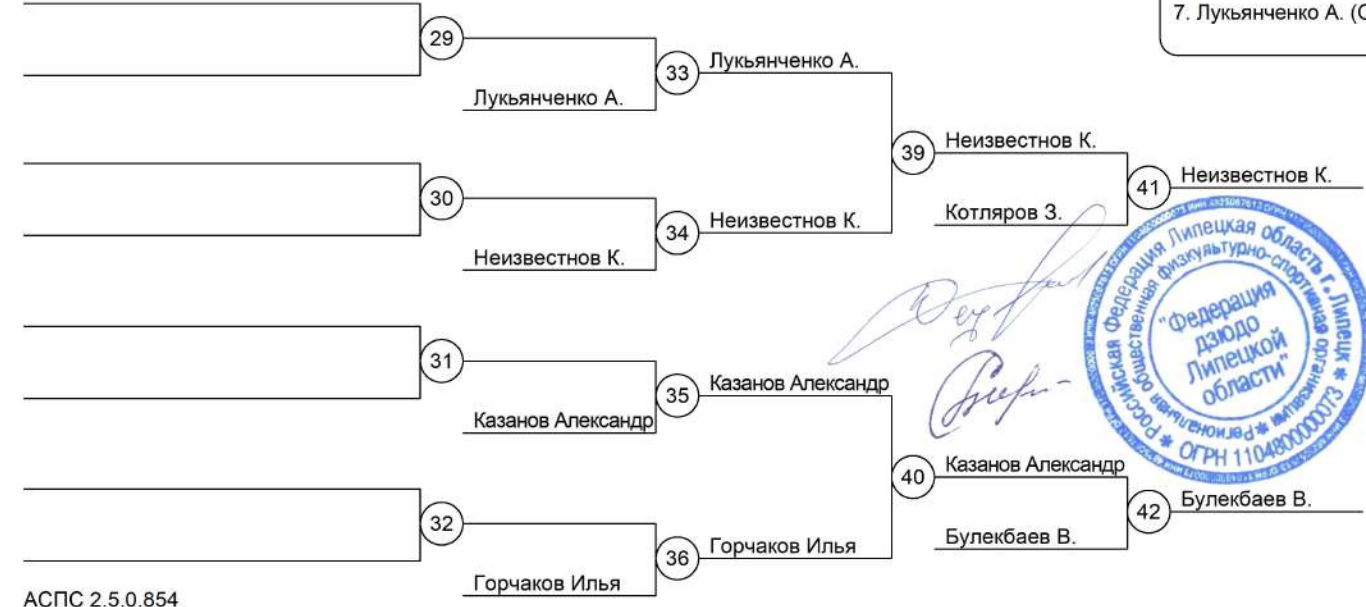 7. Лукьянченко А. (
29
Лукьянченко А.
33
Лукьянченко А.
30
Неизвестнов К.
34
Неизвестнов К.
39
Неизвестнов К.
Котляров З.
41
Неизвестнов К.
31
Казанов Александр
35
Казанов Александр
32
Горчаков Илья
36
Горчаков Илья
40
Казанов Александр
Булекбаев В.
42
Булекбаев В.
Российская Федерация Липецкая область г. Липецк
ОГРН 1104800000073
Региональная общественная физкультурно-спортивная организация
"Федерация
дзюдо
Липецкой
области"
АСПС 2.5.0.854